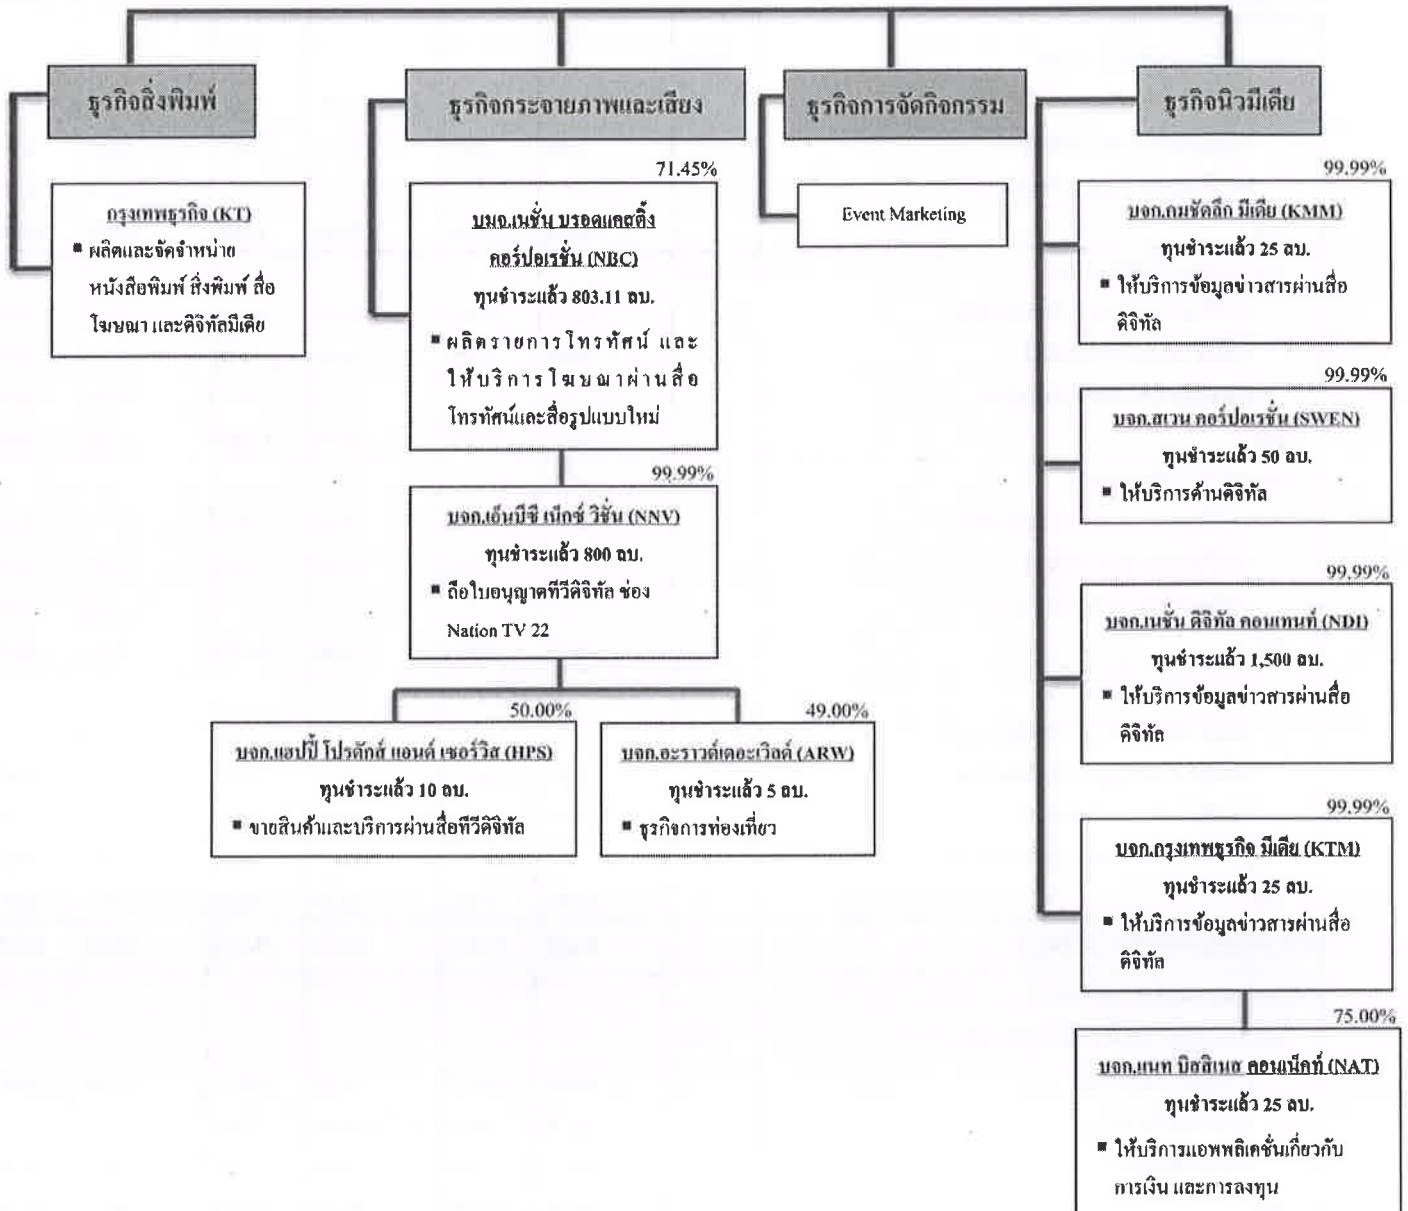 ธุรกิจสิ่งพิมพ์
กรุงเทพธุรกิจ (KT)
▪ ผลิตและจัดจำหน่าย
หนังสือพิมพ์ สิ่งพิมพ์ สื่อ
โฆษณา และดิจิทัลมีเดีย
ธุรกิจกระจายภาพและเสียง
71.45%
บมจ.เนชั่น บรอดแคสติ้ง
คอร์ปอเรชั่น (NBC)
ทุนชำระแล้ว 803.11 ลบ.
▪ ผลิตรายการโทรทัศน์ และ
ให้บริการโฆษณาผ่านสื่อ
โทรทัศน์และสื่อรูปแบบใหม่
99.99%
บจก.เอ็นบีซี เน็กซ์ วิชั่น (NNV)
ทุนชำระแล้ว 800 ลบ.
▪ ถือใบอนุญาตทีวีดิจิทัล ช่อง
Nation TV 22
50.00%
บจก.แฮปปี้ โปรดักส์ แอนด์ เซอร์วิส (HPS)
ทุนชำระแล้ว 10 ลบ.
▪ ขายสินค้าและบริการผ่านสื่อทีวีดิจิทัล
49.00%
บจก.อะราวด์เดอะเวิลด์ (ARW)
ทุนชำระแล้ว 5 ลบ.
▪ ธุรกิจการท่องเที่ยว
ธุรกิจการจัดกิจกรรม
Event Marketing
ธุรกิจนิวมีเดีย
99.99%
บจก.คมชัดลึก มีเดีย (KMM)
ทุนชำระแล้ว 25 ลบ.
▪ ให้บริการข้อมูลข่าวสารผ่านสื่อ
ดิจิทัล
99.99%
บจก.สเวน คอร์ปอเรชั่น (SWEN)
ทุนชำระแล้ว 50 ลบ.
▪ ให้บริการด้านดิจิทัล
99.99%
บจก.เนชั่น ดิจิทัล คอนเทนท์ (NDI)
ทุนชำระแล้ว 1,500 ลบ.
▪ ให้บริการข้อมูลข่าวสารผ่านสื่อ
ดิจิทัล
99.99%
บจก.กรุงเทพธุรกิจ มีเดีย (KTM)
ทุนชำระแล้ว 25 ลบ.
▪ ให้บริการข้อมูลข่าวสารผ่านสื่อ
ดิจิทัล
75.00%
บจก.แนท บิสสิเนส คอนเน็คท์ (NAT)
ทุนชำระแล้ว 25 ลบ.
▪ ให้บริการแอพพลิเคชั่นเกี่ยวกับ
การเงิน และการลงทุน